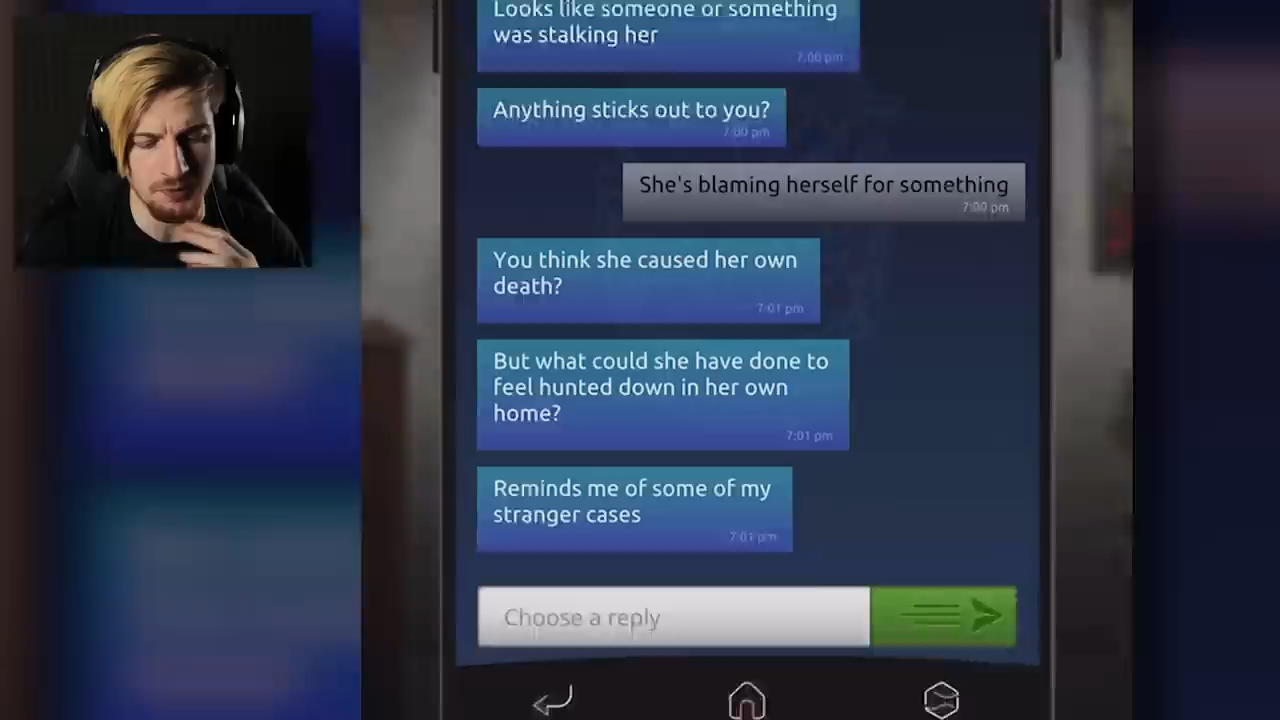 Looks like someone or something
was stalking her
7:00 pm
Anything sticks out to you?
7:00 pm
She's blaming herself for something
7:00 pm
You think she caused her own
death?
7:01 pm
But what could she have done to
feel hunted down in her own
home?
7:01 pm
Reminds me of some of my
stranger cases
7:01 pm
Choose a reply